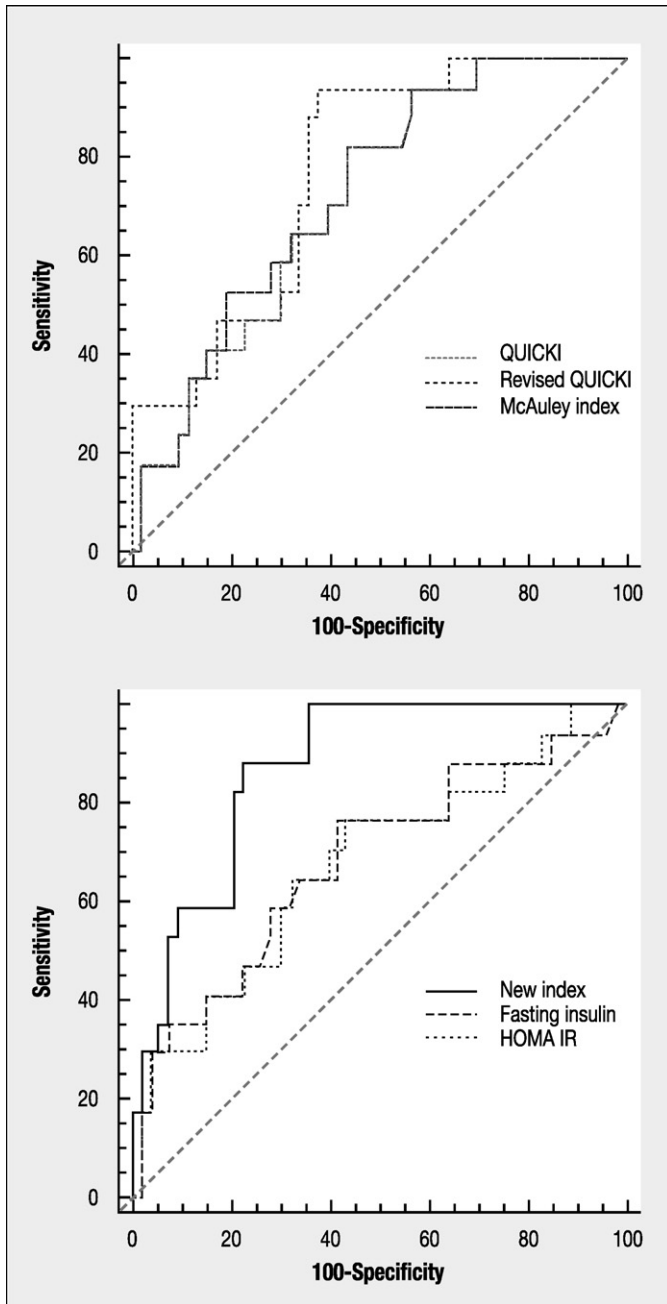 Sensitivity
80
60
40
20
0
QUICKI
Revised QUICKI
McAuley index
0 20 40 60 80 100
100-Specificity
Sensitivity
80
60
40
20
0
New index
Fasting insulin
HOMA IR
0 20 40 60 80 100
100-Specificity